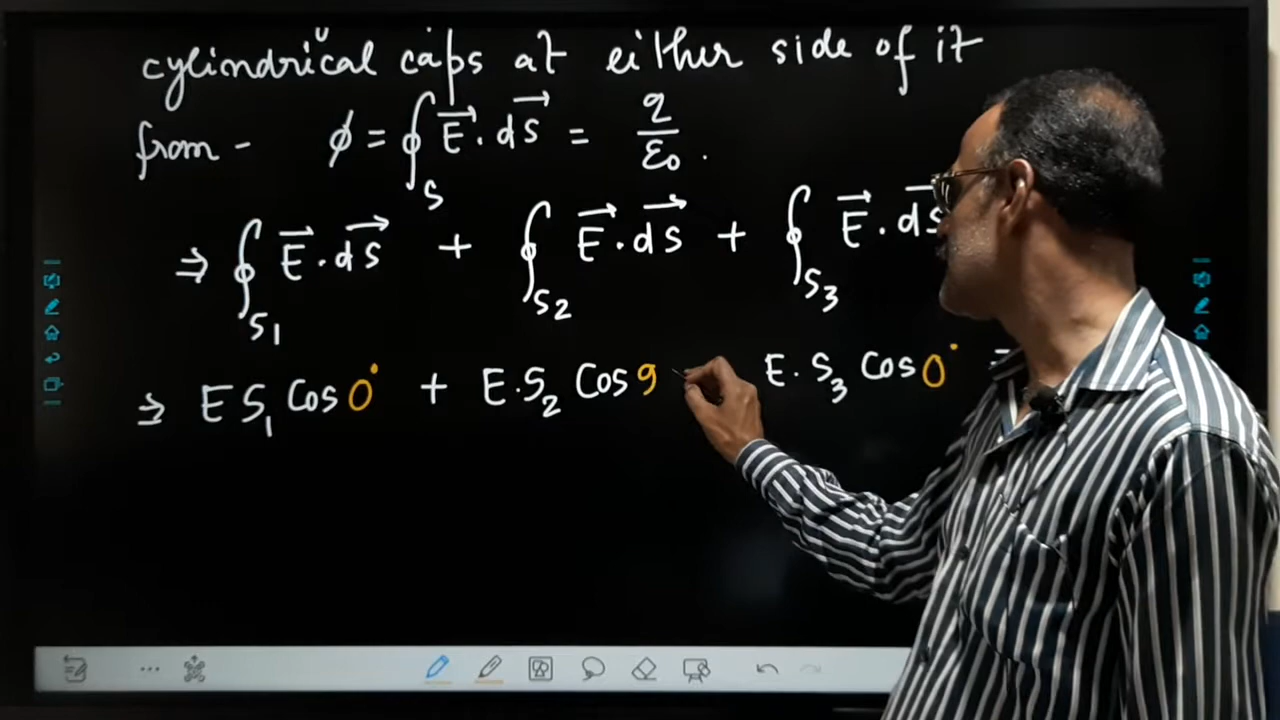 cylindrical caps at either side of it
from - ϕ = ∮S E⃗ . dS⃗ = q/ε0 .
⇒ ∮S1 E⃗ . dS⃗ + ∮S2 E⃗ . dS⃗ + ∮S3 E⃗ . dS
⇒ E S1 Cos 0° + E . S2 Cos 9 E . S3 Cos 0° =